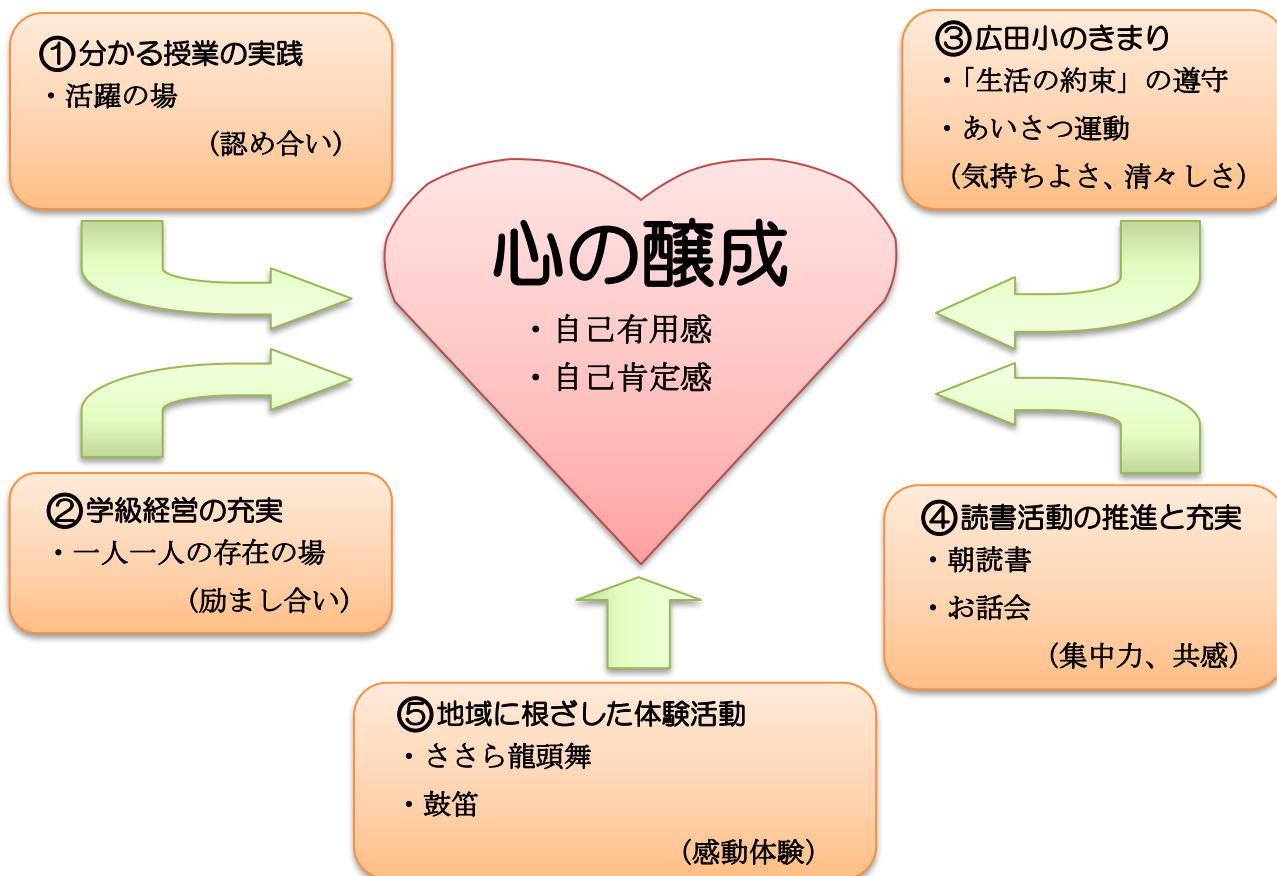 ①分かる授業の実践
・活躍の場
(認め合い)
②学級経営の充実
・一人一人の存在の場
(励まし合い)
心の醸成
・自己有用感
・自己肯定感
③広田小のきまり
・「生活の約束」の遵守
・あいさつ運動
(気持ちよさ、清々しさ)
④読書活動の推進と充実
・朝読書
・お話会
(集中力、共感)
⑤地域に根ざした体験活動
・ささら龍頭舞
・鼓笛
(感動体験)